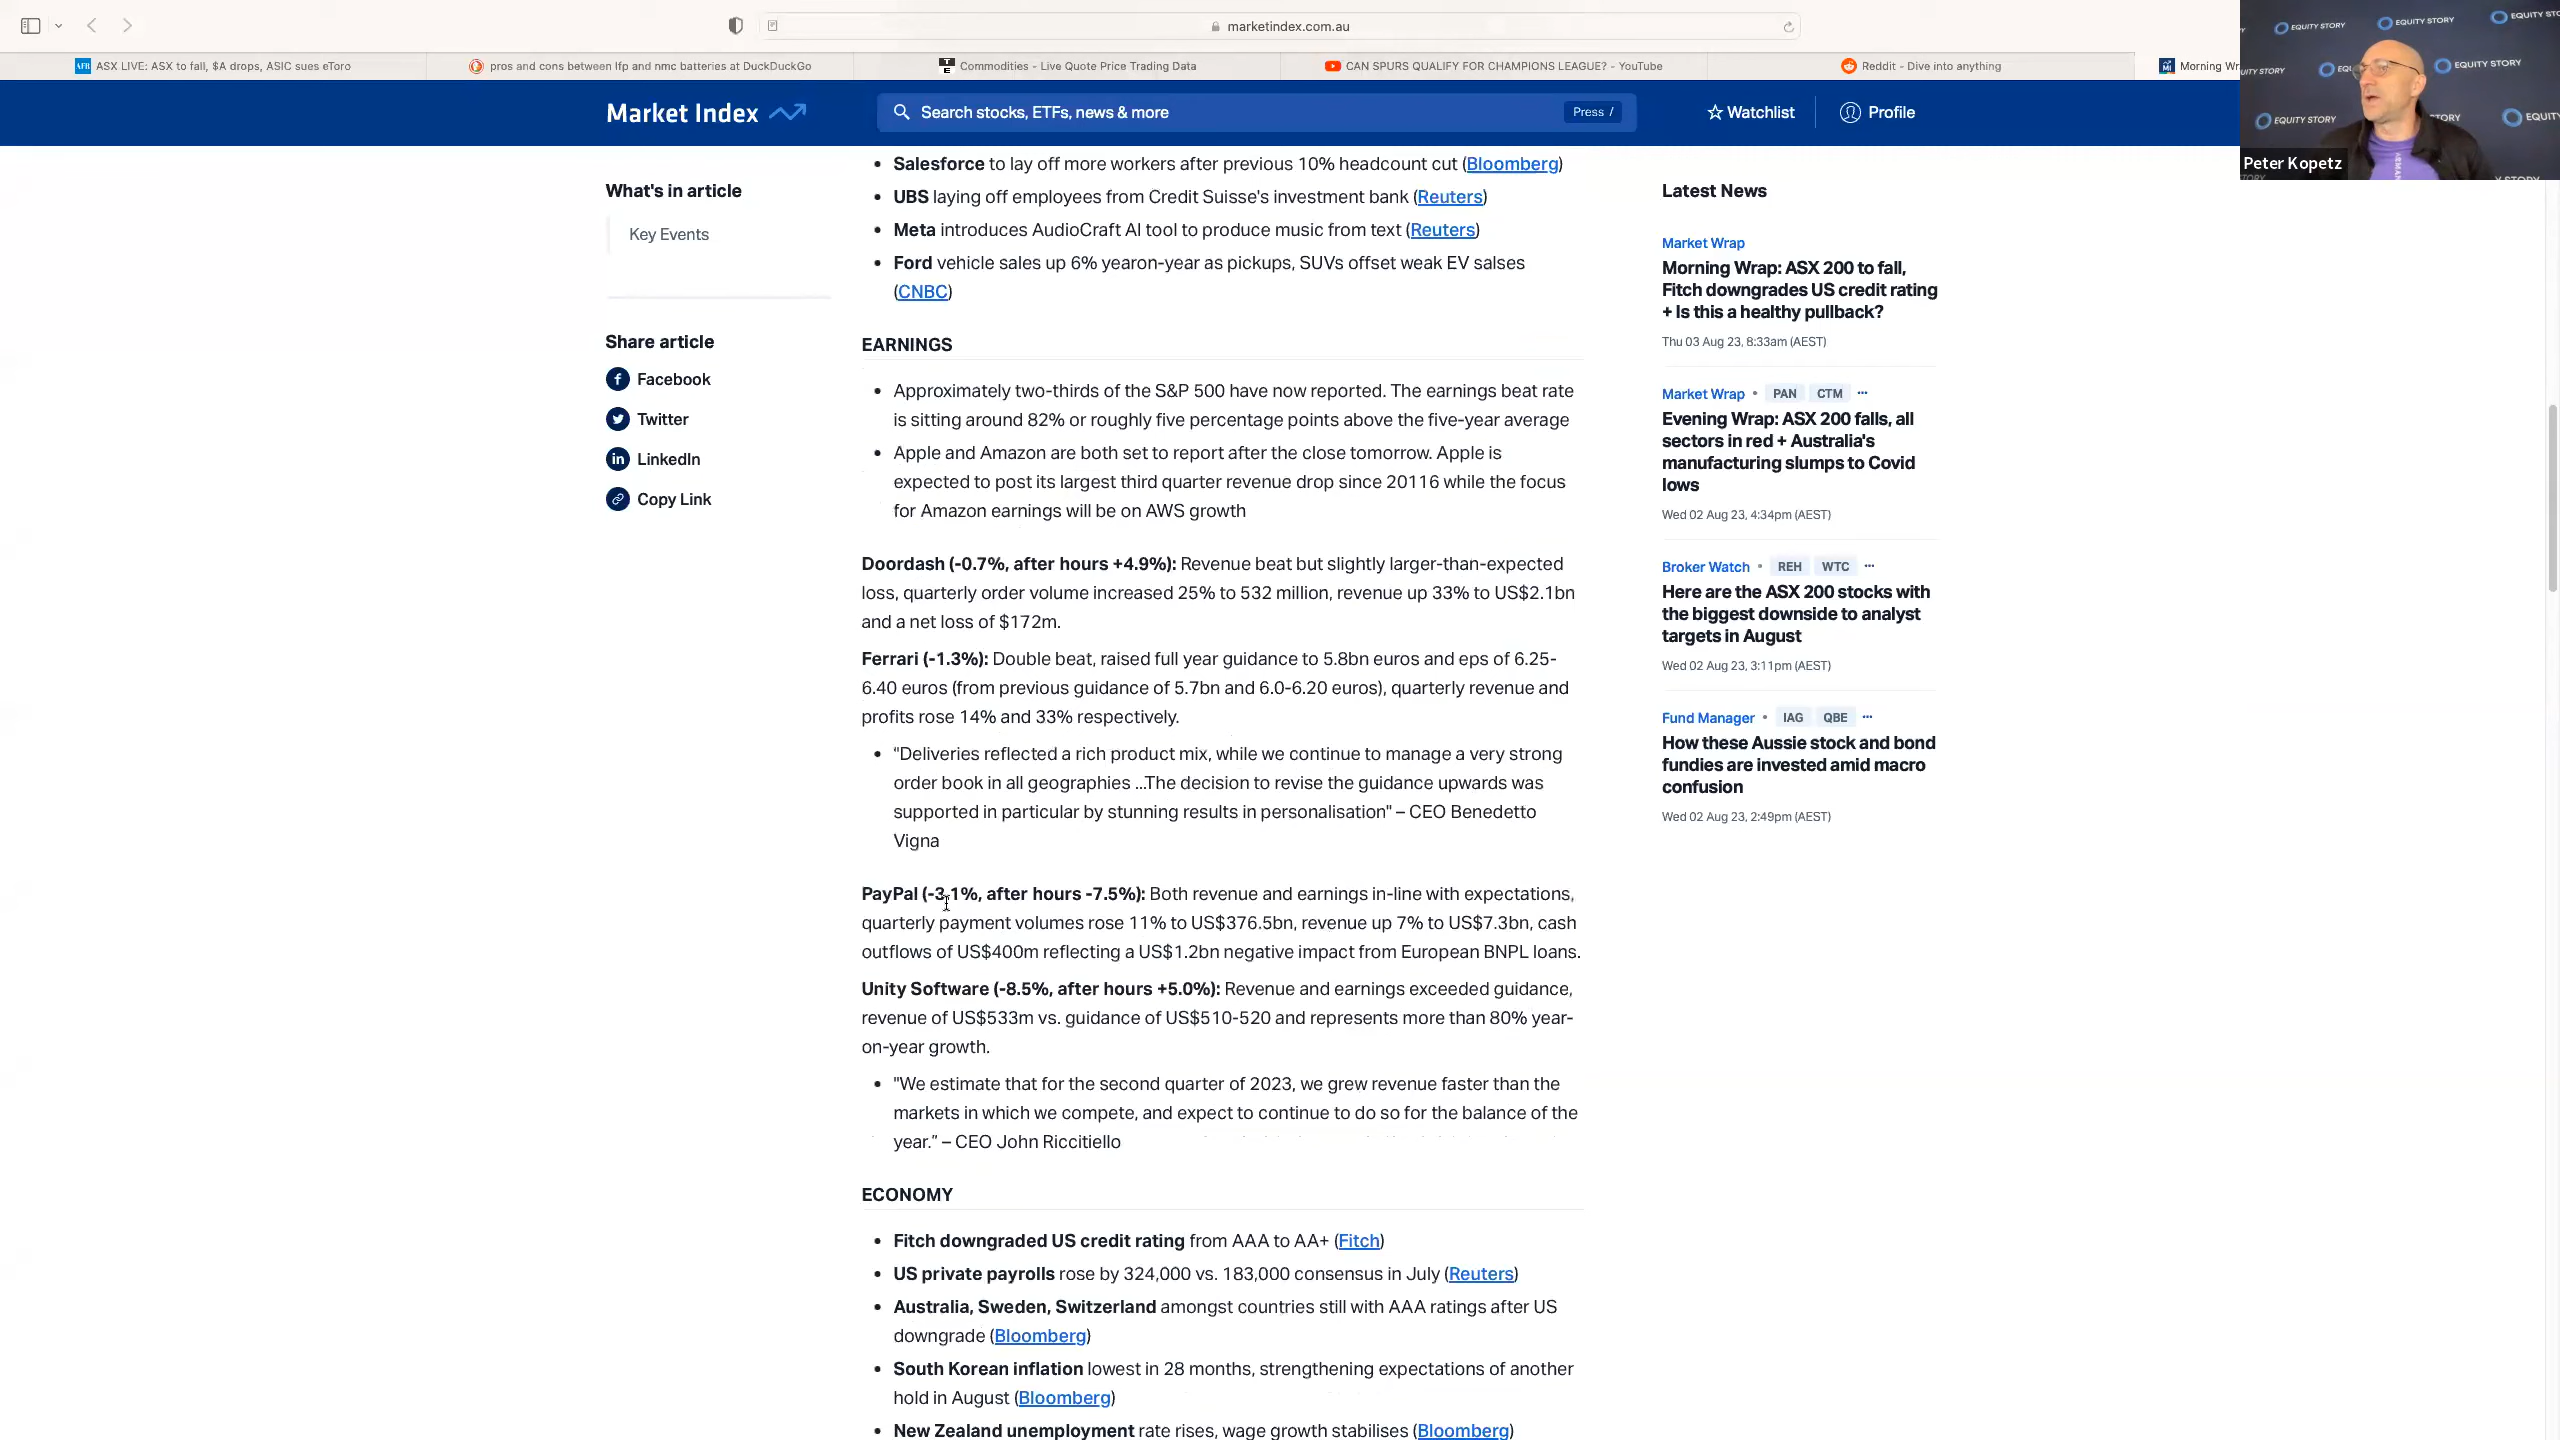 marketindex.com.au
ASX LIVE: ASX to fall, $A drops, ASIC sues eToro
pros and cons between lfp and nmc batteries at DuckDuckGo
Commodities - Live Quote Price Trading Data
CAN SPURS QUALIFY FOR CHAMPIONS LEAGUE? - YouTube
Reddit - Dive into anything
Morning Wr
EQUITY STORY
Peter Kopetz
Market Index
Search stocks, ETFs, news & more
Press /
Watchlist
Profile
What's in article
Key Events
Share article
Facebook
Twitter
LinkedIn
Copy Link
Salesforce to lay off more workers after previous 10% headcount cut (Bloomberg)
UBS laying off employees from Credit Suisse's investment bank (Reuters)
Meta introduces AudioCraft AI tool to produce music from text (Reuters)
Ford vehicle sales up 6% yearon-year as pickups, SUVs offset weak EV salses
(CNBC)
EARNINGS
Approximately two-thirds of the S&P 500 have now reported. The earnings beat rate
is sitting around 82% or roughly five percentage points above the five-year average
Apple and Amazon are both set to report after the close tomorrow. Apple is
expected to post its largest third quarter revenue drop since 20116 while the focus
for Amazon earnings will be on AWS growth
Doordash (-0.7%, after hours +4.9%): Revenue beat but slightly larger-than-expected
loss, quarterly order volume increased 25% to 532 million, revenue up 33% to US$2.1bn
and a net loss of $172m.
Ferrari (-1.3%): Double beat, raised full year guidance to 5.8bn euros and eps of 6.25-
6.40 euros (from previous guidance of 5.7bn and 6.0-6.20 euros), quarterly revenue and
profits rose 14% and 33% respectively.
"Deliveries reflected a rich product mix, while we continue to manage a very strong
order book in all geographies ...The decision to revise the guidance upwards was
supported in particular by stunning results in personalisation" – CEO Benedetto
Vigna
PayPal (-3.1%, after hours -7.5%): Both revenue and earnings in-line with expectations,
quarterly payment volumes rose 11% to US$376.5bn, revenue up 7% to US$7.3bn, cash
outflows of US$400m reflecting a US$1.2bn negative impact from European BNPL loans.
Unity Software (-8.5%, after hours +5.0%): Revenue and earnings exceeded guidance,
revenue of US$533m vs. guidance of US$510-520 and represents more than 80% year-
on-year growth.
"We estimate that for the second quarter of 2023, we grew revenue faster than the
markets in which we compete, and expect to continue to do so for the balance of the
year.” – CEO John Riccitiello
ECONOMY
Fitch downgraded US credit rating from AAA to AA+ (Fitch)
US private payrolls rose by 324,000 vs. 183,000 consensus in July (Reuters)
Australia, Sweden, Switzerland amongst countries still with AAA ratings after US
downgrade (Bloomberg)
South Korean inflation lowest in 28 months, strengthening expectations of another
hold in August (Bloomberg)
New Zealand unemployment rate rises, wage growth stabilises (Bloomberg)
Latest News
Market Wrap
Morning Wrap: ASX 200 to fall,
Fitch downgrades US credit rating
+ Is this a healthy pullback?
Thu 03 Aug 23, 8:33am (AEST)
Market Wrap • PAN CTM ...
Evening Wrap: ASX 200 falls, all
sectors in red + Australia's
manufacturing slumps to Covid
lows
Wed 02 Aug 23, 4:34pm (AEST)
Broker Watch • REH WTC ...
Here are the ASX 200 stocks with
the biggest downside to analyst
targets in August
Wed 02 Aug 23, 3:11pm (AEST)
Fund Manager • IAG QBE ...
How these Aussie stock and bond
fundies are invested amid macro
confusion
Wed 02 Aug 23, 2:49pm (AEST)